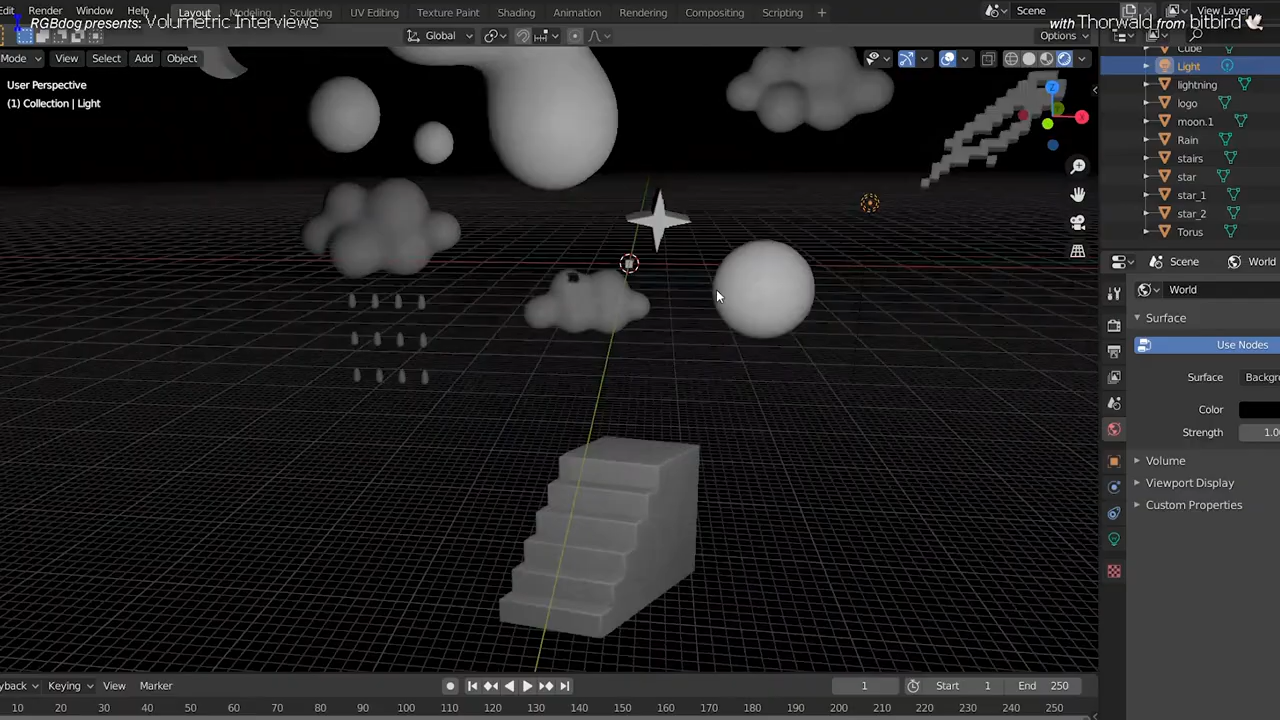 Edit Render Window Help Layout Modeling Sculpting UV Editing Texture Paint Shading Animation Rendering Compositing Scripting + Scene View Layer
RGBdog presents: Volumetric Interviews
with Thorwald from bitbird
Global Options
Mode View Select Add Object
User Perspective
(1) Collection | Light
Z
X
Cube
Light
lightning
logo
moon.1
Rain
stairs
star
star_1
star_2
Torus
Scene World
World
Surface
Use Nodes
Surface Backgr
Color
Strength 1.0
Volume
Viewport Display
Custom Properties
yback Keying View Marker 1 Start 1 End 250
10 20 30 40 50 60 70 80 90 100 110 120 130 140 150 160 170 180 190 200 210 220 230 240 250